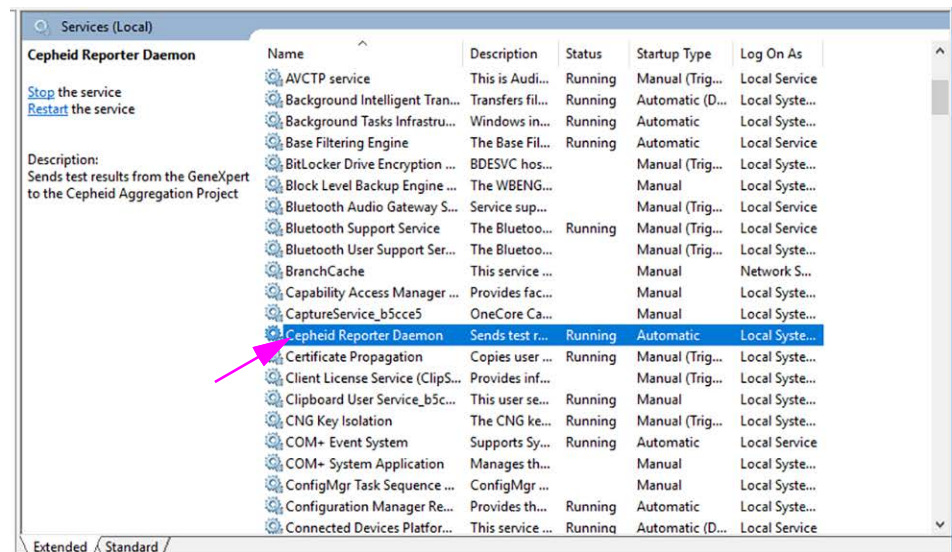 Services (Local)
Cepheid Reporter Daemon
Stop the service
Restart the service
Description:
Sends test results from the GeneXpert
to the Cepheid Aggregation Project
Name Description Status Startup Type Log On As
AVCTP service This is Audi... Running Manual (Trig... Local Service
Background Intelligent Tran... Transfers fil... Running Automatic (D... Local Syste...
Background Tasks Infrastru... Windows in... Running Automatic Local Syste...
Base Filtering Engine The Base Fil... Running Automatic Local Service
BitLocker Drive Encryption ... BDESVC hos... Manual (Trig... Local Syste...
Block Level Backup Engine ... The WBENG... Manual Local Syste...
Bluetooth Audio Gateway S... Service sup... Manual (Trig... Local Service
Bluetooth Support Service The Bluetoo... Running Manual (Trig... Local Service
Bluetooth User Support Ser... The Bluetoo... Manual (Trig... Local Syste...
BranchCache This service ... Manual Network S...
Capability Access Manager ... Provides fac... Manual Local Syste...
CaptureService_b5cce5 OneCore Ca... Manual Local Syste...
Cepheid Reporter Daemon Sends test r... Running Automatic Local Syste...
Certificate Propagation Copies user ... Running Manual (Trig... Local Syste...
Client License Service (ClipS... Provides inf... Manual (Trig... Local Syste...
Clipboard User Service_b5c... This user se... Running Manual Local Syste...
CNG Key Isolation The CNG ke... Running Manual (Trig... Local Syste...
COM+ Event System Supports Sy... Running Automatic Local Service
COM+ System Application Manages th... Manual Local Syste...
ConfigMgr Task Sequence ... ConfigMgr ... Manual Local Syste...
Configuration Manager Re... Provides th... Running Automatic Local Syste...
Connected Devices Platfor... This service ... Running Automatic (D... Local Service
Extended Standard